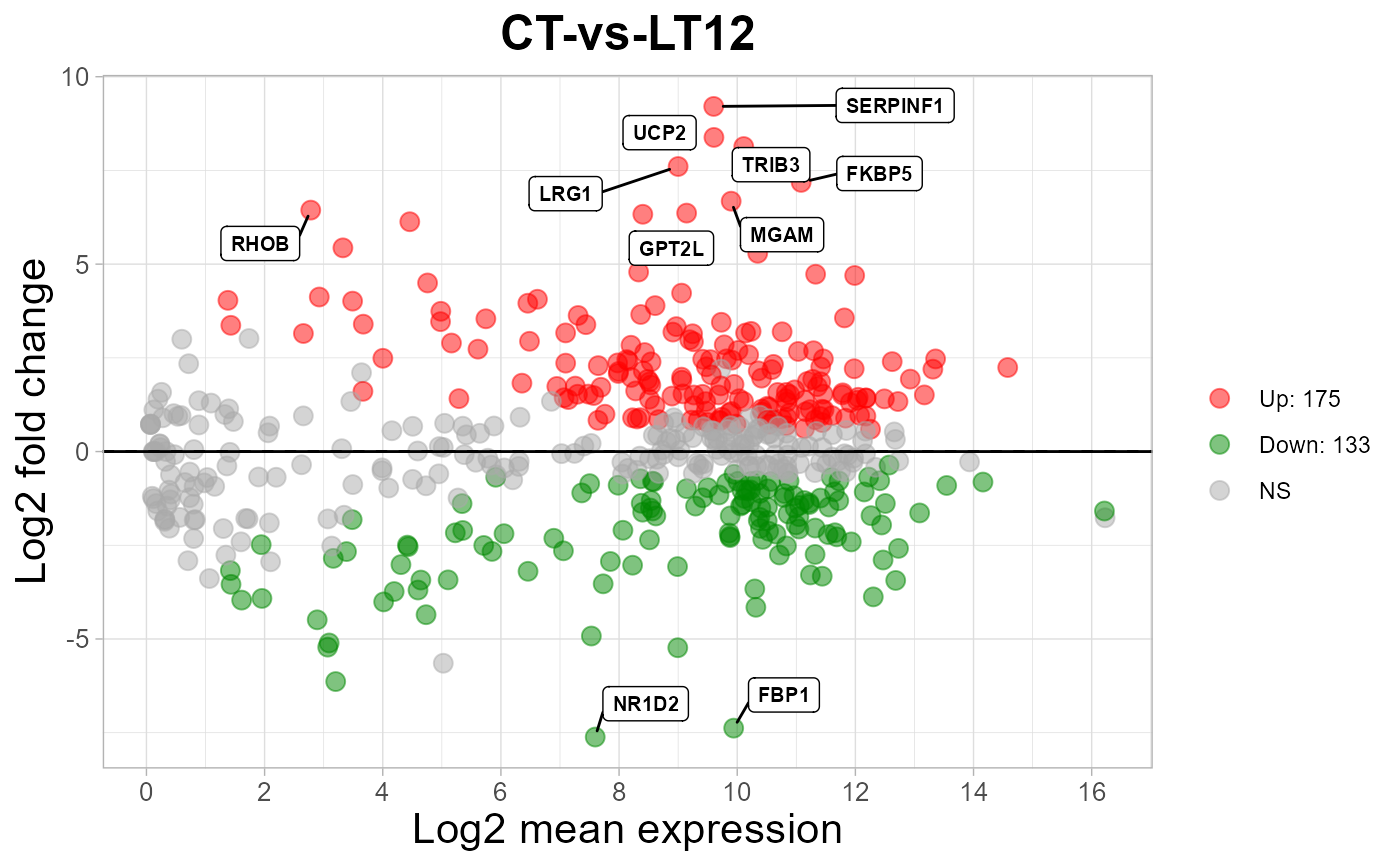 CT-vs-LT12
Log2 fold change
10
5
0
-5
SERPINF1
UCP2
TRIB3
FKBP5
LRG1
RHOB
MGAM
GPT2L
NR1D2
FBP1
Up: 175
Down: 133
NS
0 2 4 6 8 10 12 14 16
Log2 mean expression